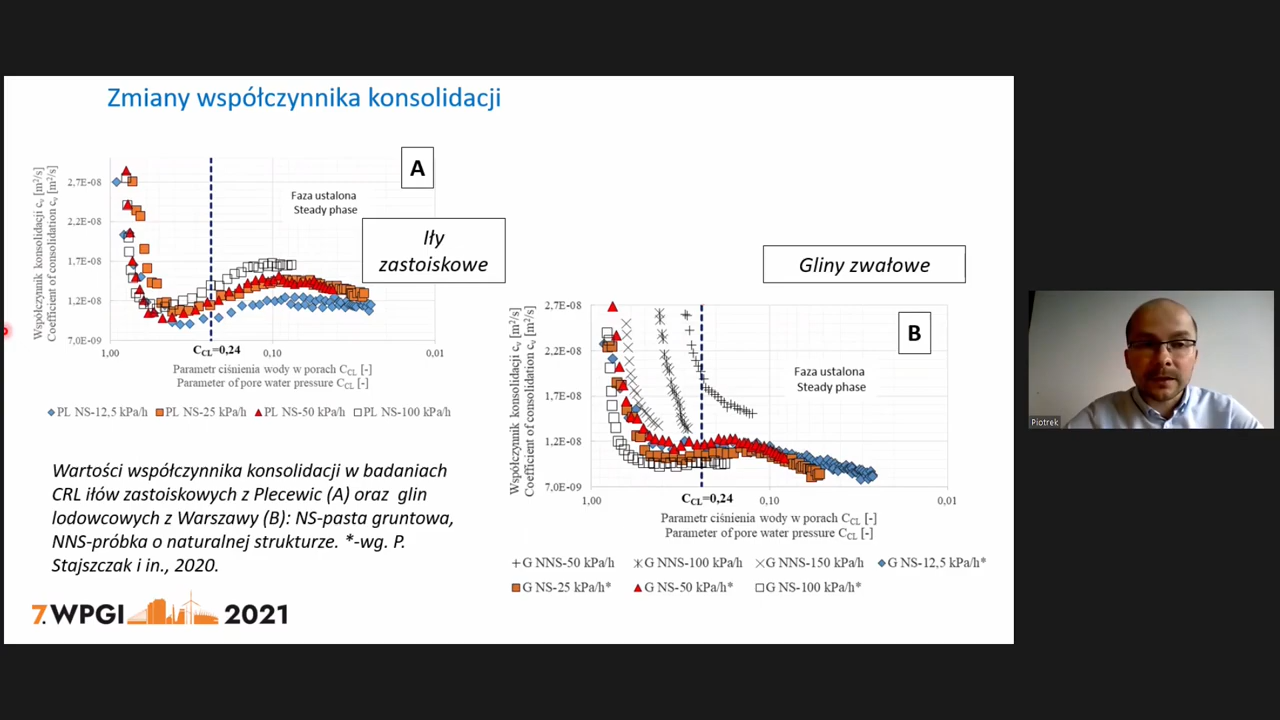 Zmiany współczynnika konsolidacji
A
Współczynnik konsolidacji cᵥ [m²/s]
Coefficient of consolidation cᵥ [m²/s]
2,7E-08
2,2E-08
1,7E-08
1,2E-08
7,0E-09
Faza ustalona
Steady phase
Iły
zastoiskowe
1,00
C_CL=0,24
0,10
0,01
Parametr ciśnienia wody w porach C_CL [-]
Parameter of pore water pressure C_CL [-]
PL NS-12,5 kPa/h PL NS-25 kPa/h PL NS-50 kPa/h PL NS-100 kPa/h
Wartości współczynnika konsolidacji w badaniach
CRL iłów zastoiskowych z Plecewic (A) oraz glin
lodowcowych z Warszawy (B): NS-pasta gruntowa,
NNS-próbka o naturalnej strukturze. *-wg. P.
Stajszczak i in., 2020.
7. WPGI 2021
Gliny zwałowe
B
Współczynnik konsolidacji cᵥ [m²/s]
Coefficient of consolidation cᵥ [m²/s]
2,7E-08
2,2E-08
1,7E-08
1,2E-08
7,0E-09
Faza ustalona
Steady phase
1,00
C_CL=0,24
0,10
0,01
Parametr ciśnienia wody w porach C_CL [-]
Parameter of pore water pressure C_CL [-]
G NNS-50 kPa/h G NNS-100 kPa/h G NNS-150 kPa/h G NS-12,5 kPa/h*
G NS-25 kPa/h* G NS-50 kPa/h* G NS-100 kPa/h*
Piotrek